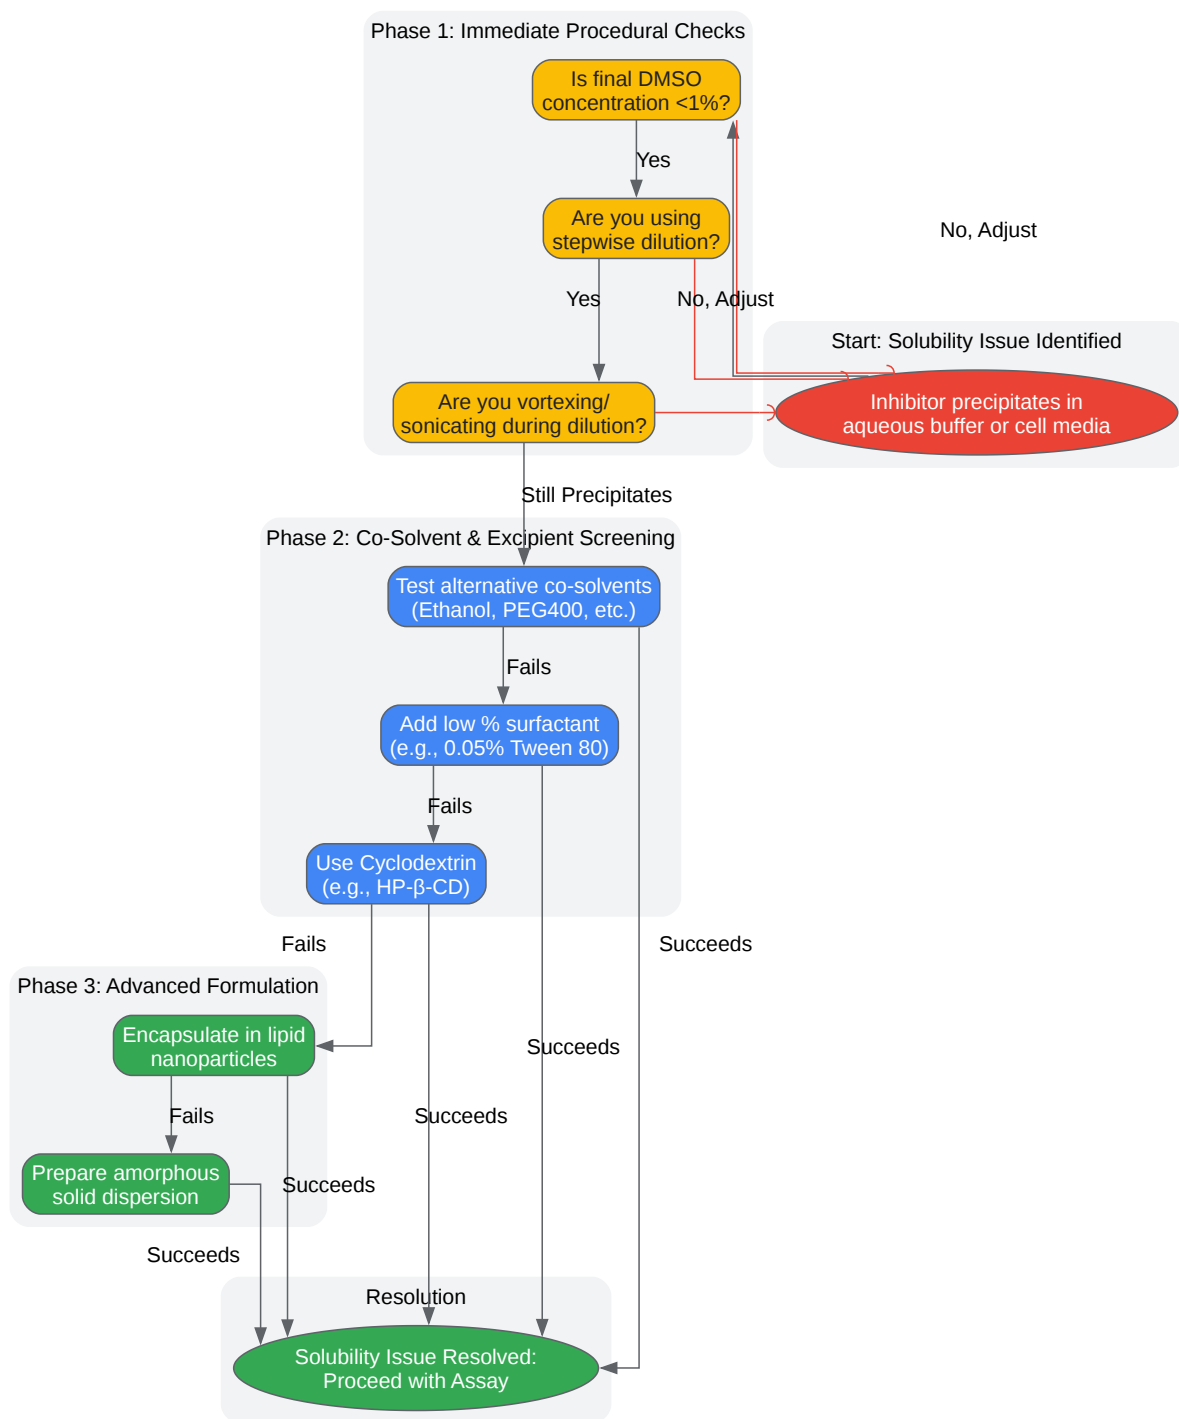 Phase 1: Immediate Procedural Checks
Is final DMSO
concentration <1%?
Yes
Are you using
stepwise dilution?
No, Adjust
Yes
No, Adjust
Start: Solubility Issue Identified
Inhibitor precipitates in
aqueous buffer or cell media
Are you vortexing/
sonicating during dilution?
Still Precipitates
Phase 2: Co-Solvent & Excipient Screening
Test alternative co-solvents
(Ethanol, PEG400, etc.)
Fails
Add low % surfactant
(e.g., 0.05% Tween 80)
Fails
Use Cyclodextrin
(e.g., HP-β-CD)
Fails
Succeeds
Phase 3: Advanced Formulation
Encapsulate in lipid
nanoparticles
Succeeds
Fails
Succeeds
Prepare amorphous
solid dispersion
Succeeds
Succeeds
Resolution
Solubility Issue Resolved:
Proceed with Assay